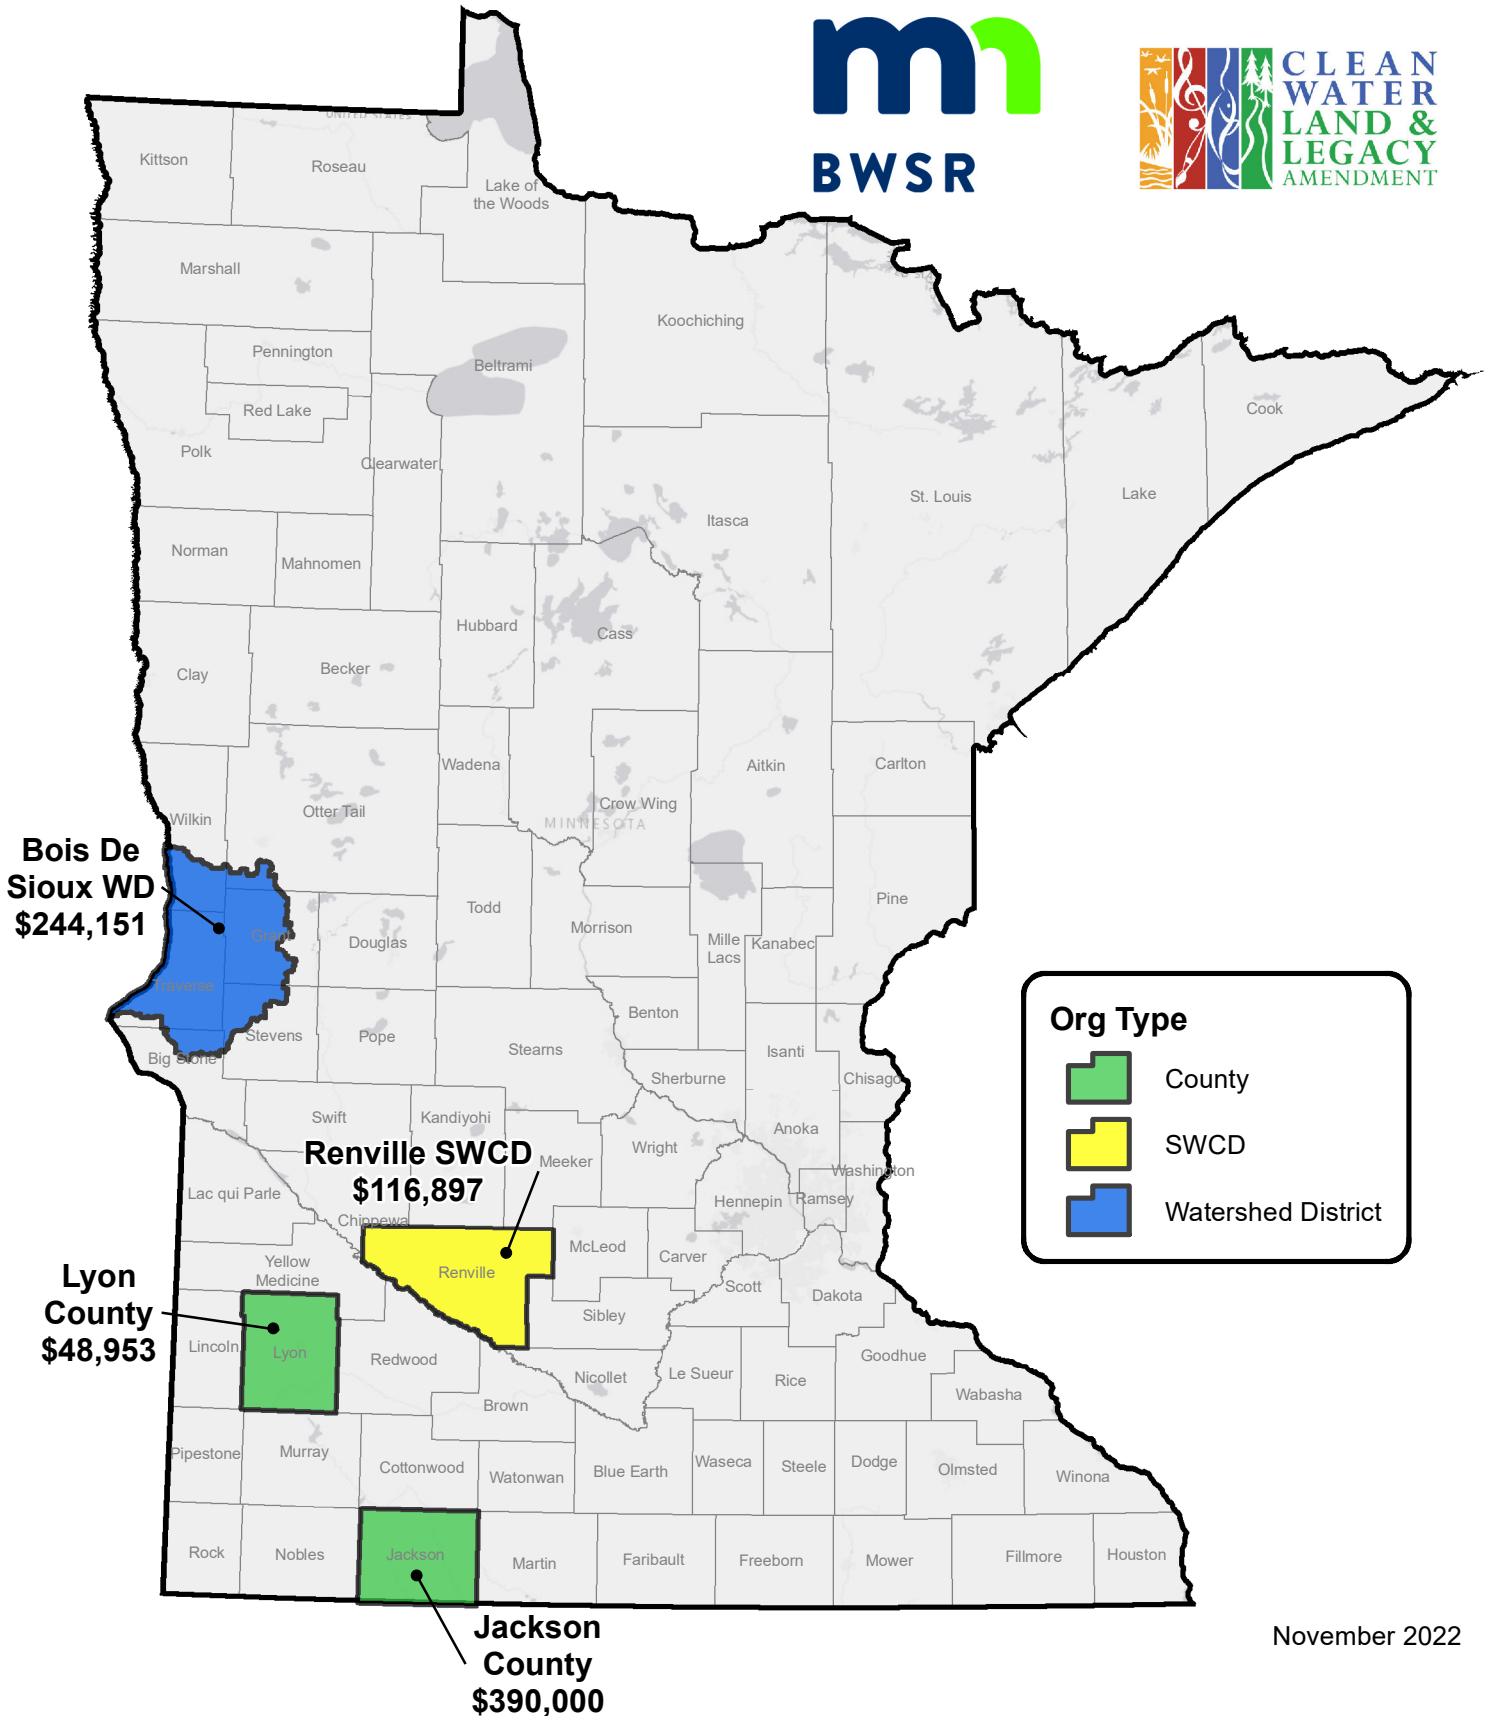 mn
BWSR
CLEAN
WATER
LAND &
LEGACY
AMENDMENT
UNITED STATES
Kittson
Roseau
Lake of
the Woods
Marshall
Koochiching
Pennington
Beltrami
Red Lake
Cook
Polk
Clearwater
St. Louis
Lake
Itasca
Norman
Mahnomen
Hubbard
Cass
Clay
Becker
Wadena
Aitkin
Carlton
Otter Tail
Crow Wing
Wilkin
MINNESOTA
Bois De
Sioux WD
$244,151
Todd
Pine
Morrison
Grant
Douglas
Mille
Lacs
Kanabec
Traverse
Benton
Stevens
Pope
Stearns
Isanti
Big Stone
Sherburne
Chisago
Swift
Kandiyohi
Anoka
Renville SWCD
$116,897
Meeker
Wright
Washington
Lac qui Parle
Hennepin
Ramsey
Chippewa
McLeod
Carver
Yellow
Medicine
Renville
Scott
Dakota
Sibley
Lyon
County
$48,953
Lincoln
Lyon
Redwood
Goodhue
Nicollet
Le Sueur
Rice
Wabasha
Brown
Pipestone
Murray
Cottonwood
Watonwan
Blue Earth
Waseca
Steele
Dodge
Olmsted
Winona
Rock
Nobles
Jackson
Martin
Faribault
Freeborn
Mower
Fillmore
Houston
Jackson
County
$390,000
Org Type
County
SWCD
Watershed District
November 2022